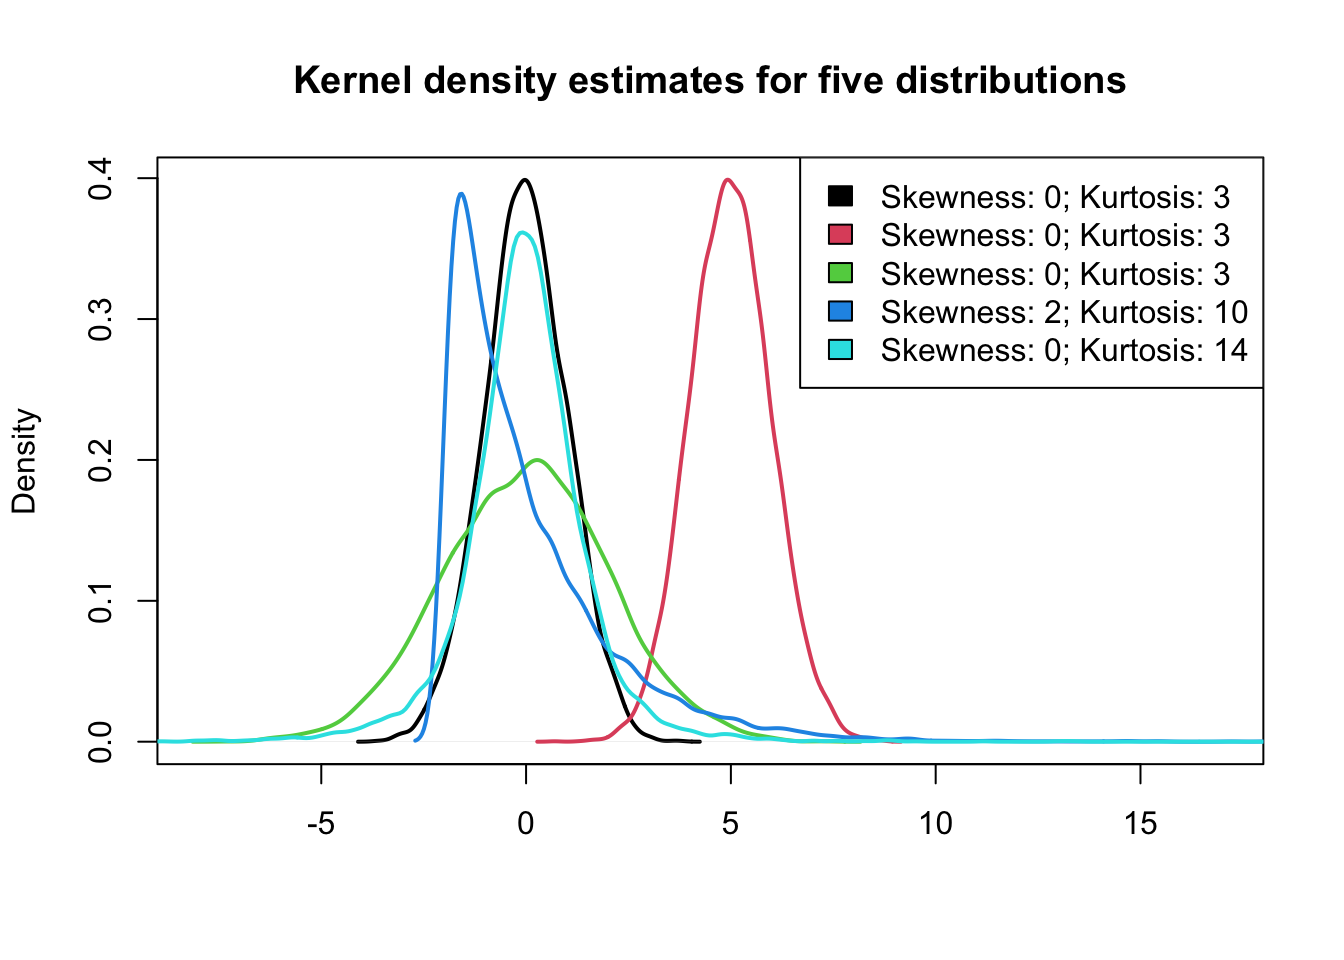 Kernel density estimates for five distributions
Skewness: 0; Kurtosis: 3
Skewness: 0; Kurtosis: 3
Skewness: 0; Kurtosis: 3
Skewness: 2; Kurtosis: 10
Skewness: 0; Kurtosis: 14
Density
0.4
0.3
0.2
0.1
0.0
-5 0 5 10 15